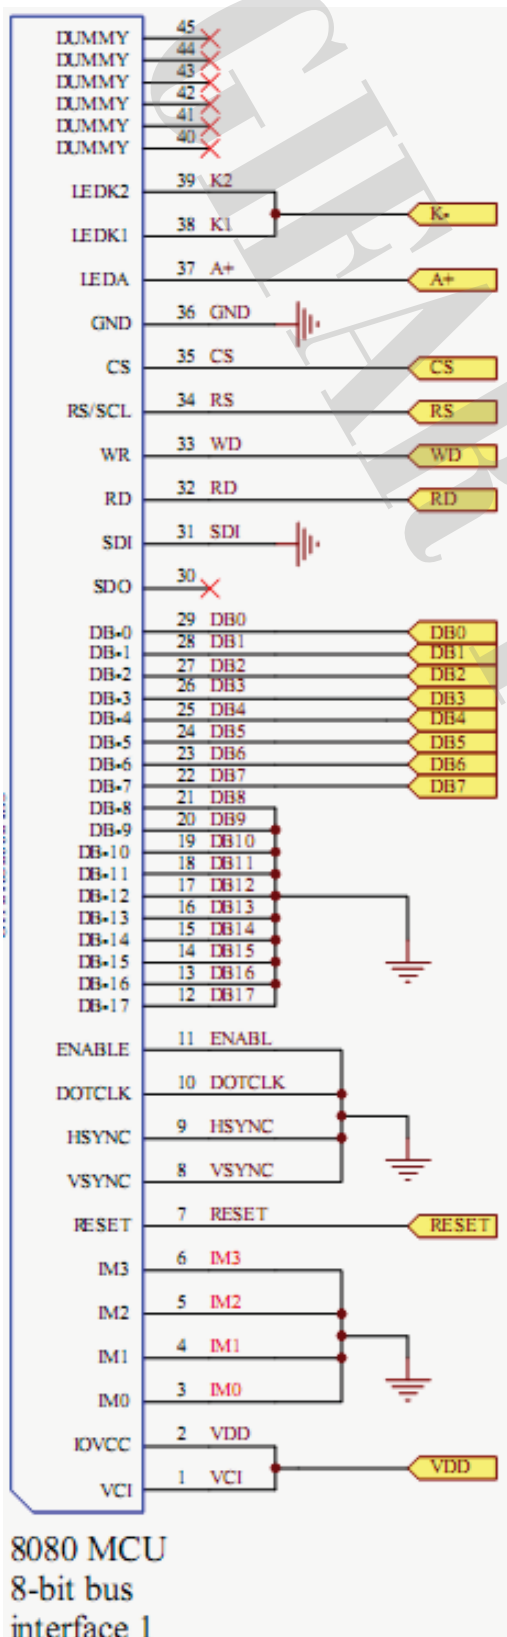 DUMMY 45
DUMMY 44
DUMMY 43
DUMMY 42
DUMMY 41
DUMMY 40
LEDK2 39 K2
K-
LEDK1 38 K1
LEDA 37 A+ A+
GND 36 GND
CS 35 CS CS
RS/SCL 34 RS RS
WR 33 WD WD
RD 32 RD RD
SDI 31 SDI
SDO 30
DB-0 29 DB0 DB0
DB-1 28 DB1 DB1
DB-2 27 DB2 DB2
DB-3 26 DB3 DB3
DB-4 25 DB4 DB4
DB-5 24 DB5 DB5
DB-6 23 DB6 DB6
DB-7 22 DB7 DB7
DB-8 21 DB8
DB-9 20 DB9
DB-10 19 DB10
DB-11 18 DB11
DB-12 17 DB12
DB-13 16 DB13
DB-14 15 DB14
DB-15 14 DB15
DB-16 13 DB16
DB-17 12 DB17
ENABLE 11 ENABL
DOTCLK 10 DOTCLK
HSYNC 9 HSYNC
VSYNC 8 VSYNC
RESET 7 RESET RESET
IM3 6 IM3
IM2 5 IM2
IM1 4 IM1
IM0 3 IM0
IOVCC 2 VDD
VDD
VCI 1 VCI
8080 MCU
8-bit bus
interface 1